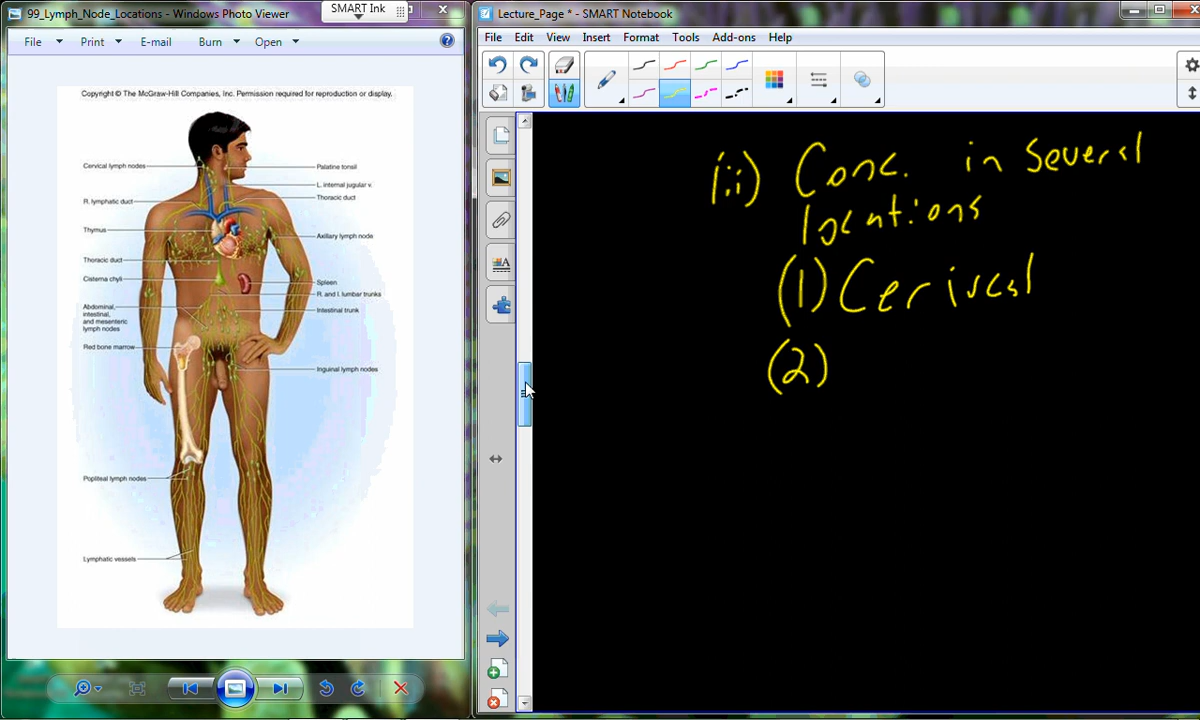 99_Lymph_Node_Locations - Windows Photo Viewer
SMART Ink
File Print E-mail Burn Open
Copyright © The McGraw-Hill Companies, Inc. Permission required for reproduction or display.
Cervical lymph nodes
R. lymphatic duct
Thymus
Thoracic duct
Cisterna chyli
Abdominal,
intestinal,
and mesenteric
lymph nodes
Red bone marrow
Popliteal lymph nodes
Lymphatic vessels
Palatine tonsil
L. internal jugular v.
Thoracic duct
Axillary lymph node
Spleen
R. and l. lumbar trunks
Intestinal trunk
Inguinal lymph nodes
Lecture_Page * - SMART Notebook
File Edit View Insert Format Tools Add-ons Help
(ii) Conc. in several
locations
(1) Cerivcal
(2)